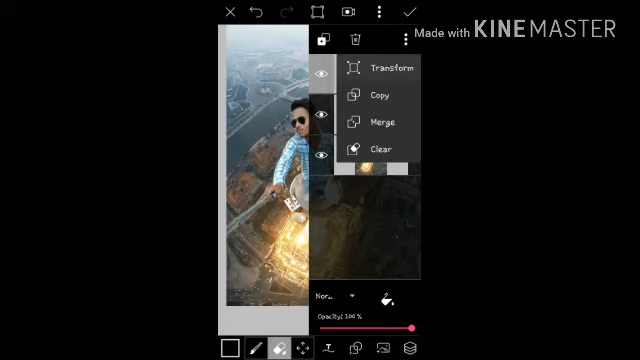 Made with KINEMASTER
Transform
Copy
Merge
Clear
Nor...
Opacity: 100 %